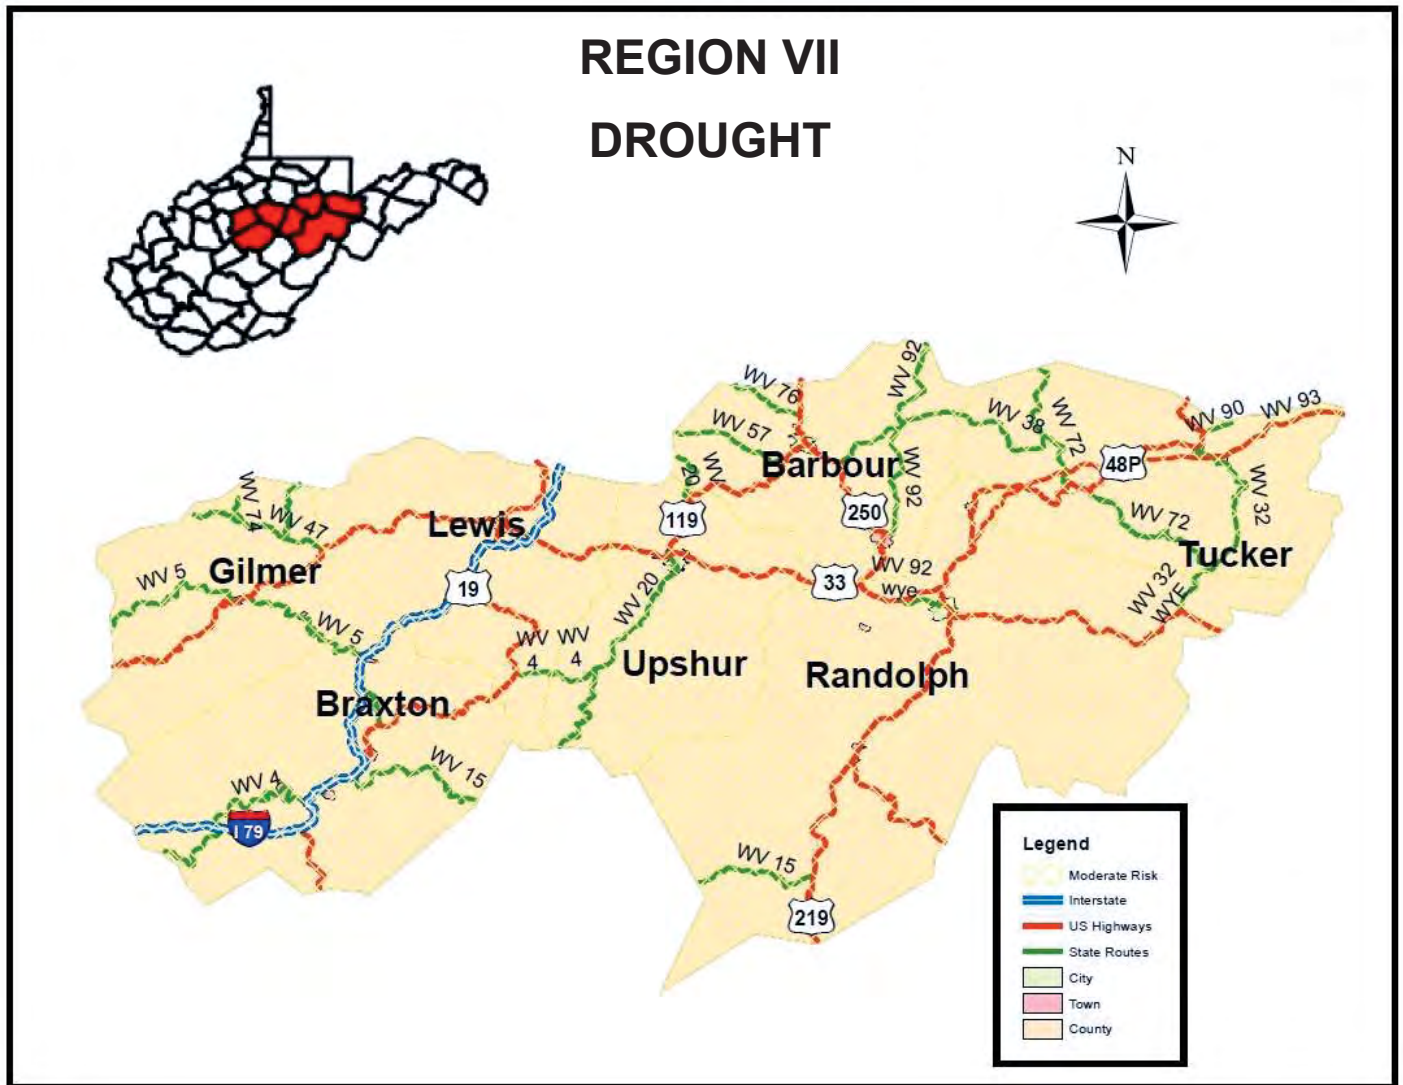 REGION VII
DROUGHT
N
WV 92
WV 76
WV 38
WV 72
WV 90
WV 93
WV 57
Barbour
48P
WV 92
WV 32
WV 20
WV 74
WV 47
Lewis
119
250
WV 72
Tucker
Gilmer
WV 5
19
WV 20
33
WV 92
wye
WV 32
WYE
WV 5
WV 4
WV 4
Upshur
Randolph
Braxton
WV 4
WV 15
I 79
WV 15
219
Legend
Moderate Risk
Interstate
US Highways
State Routes
City
Town
County